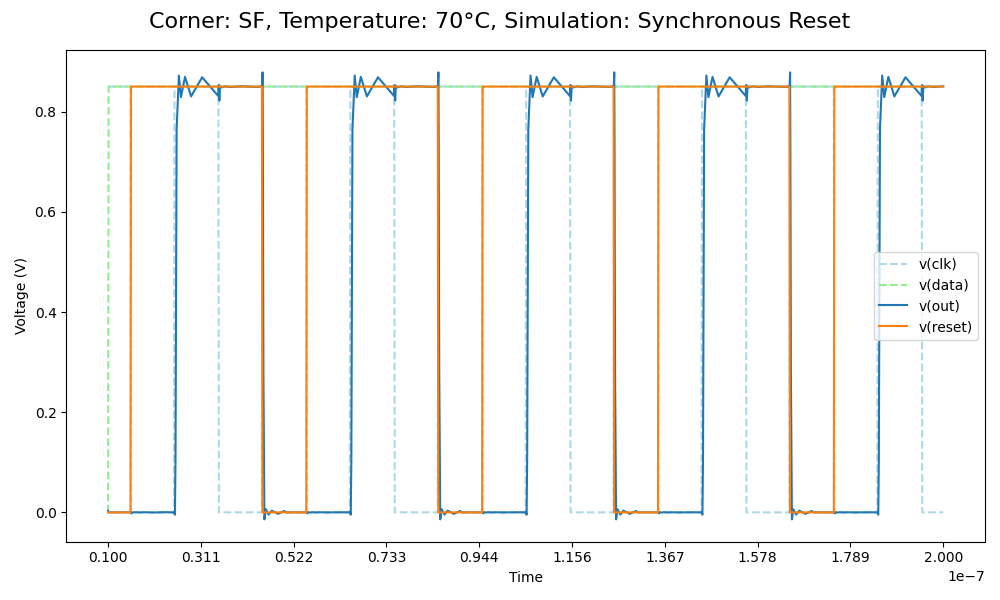 Corner: SF, Temperature: 70°C, Simulation: Synchronous Reset
Voltage (V)
0.8
0.6
0.4
0.2
0.0
v(clk)
v(data)
v(out)
v(reset)
0.100 0.311 0.522 0.733 0.944 1.156 1.367 1.578 1.789 2.000
Time
1e−7